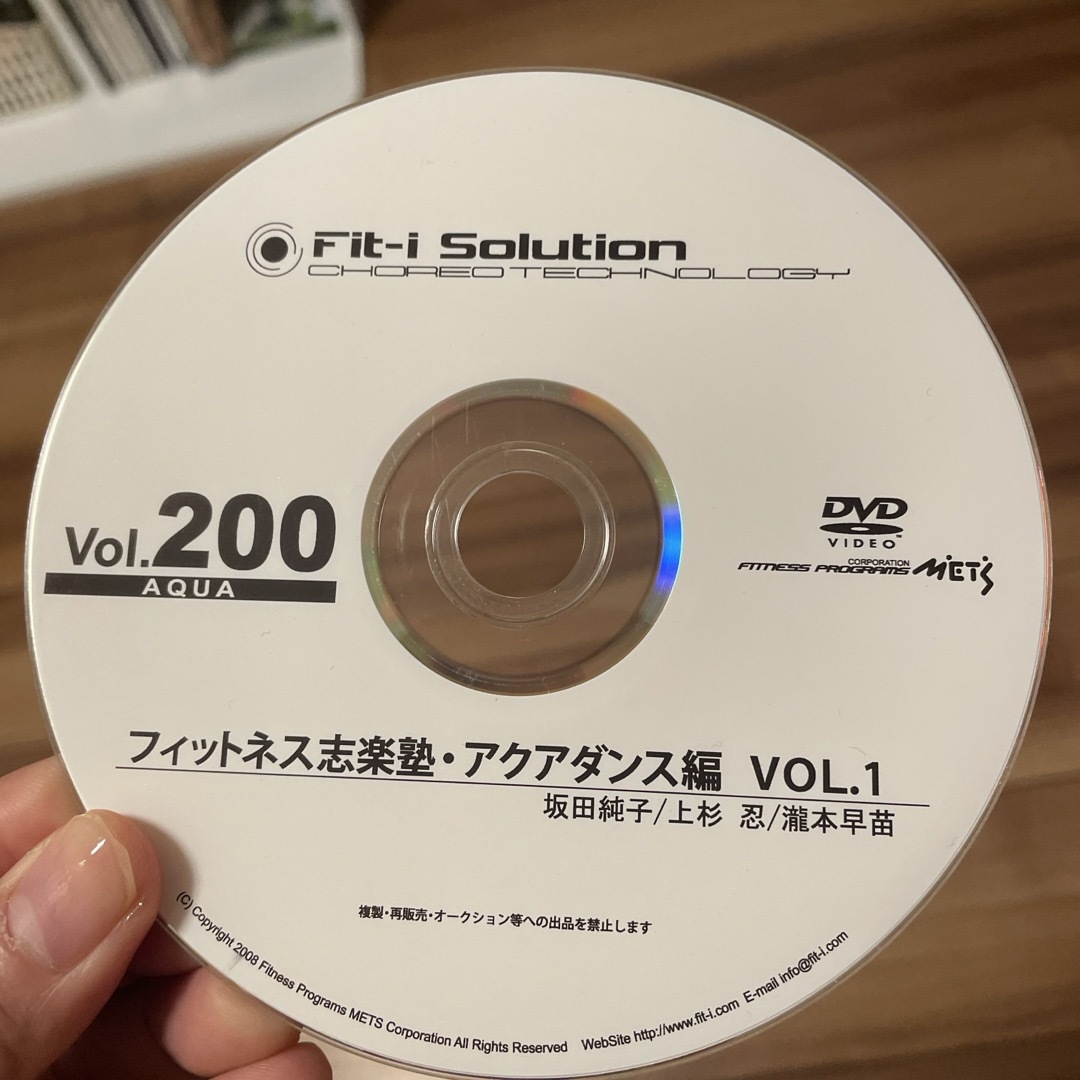 Fit-i Solution
CHOREOTECHNOLOGY
Vol.200
AQUA
DVD
VIDEO™
CORPORATION
FITNESS PROGRAMS MET'S
フィットネス志楽塾・アクアダンス編 VOL.1
坂田純子/上杉 忍/瀧本早苗
複製・再販売・オークション等への出品を禁止します
(C) Copyright 2008 Fitness Programs METS Corporation All Rights Reserved WebSite http://www.fit-i.com E-mail info@fit-i.com